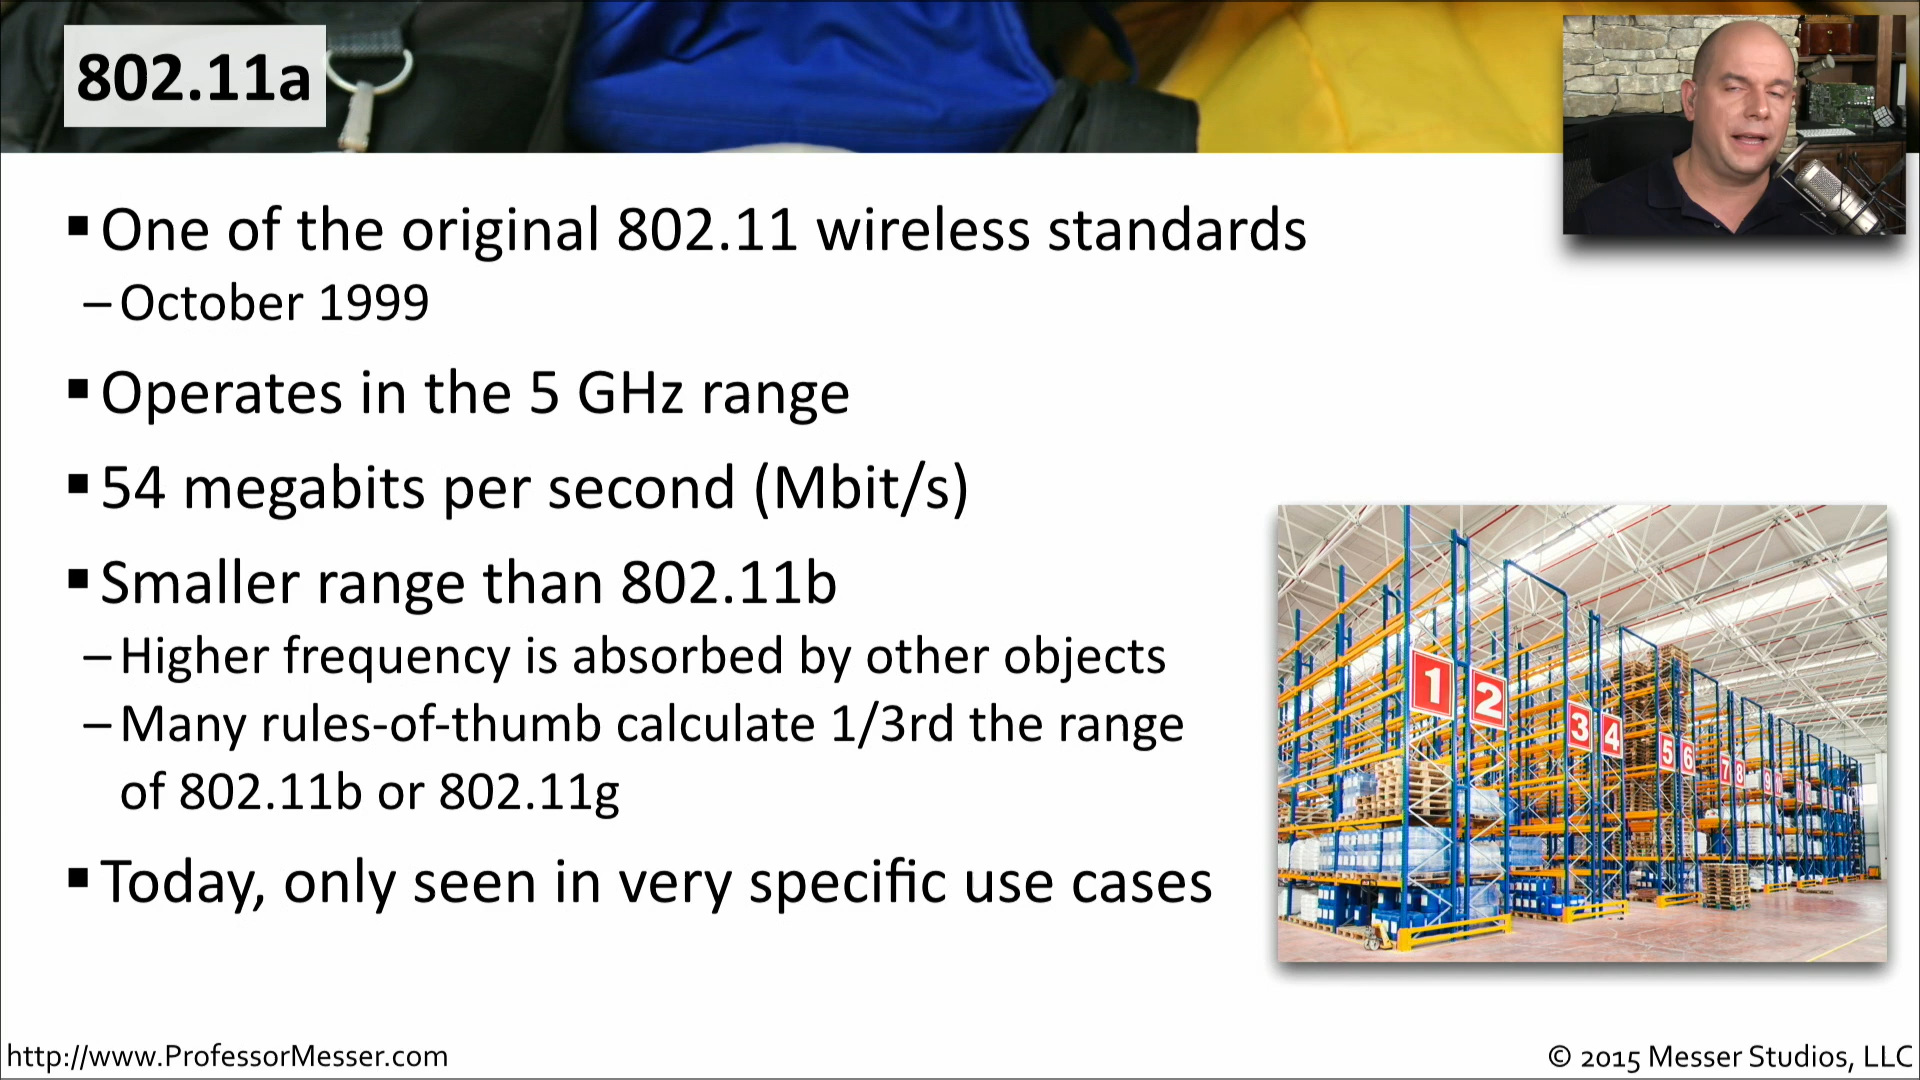 802.11a
▪One of the original 802.11 wireless standards
–October 1999
▪Operates in the 5 GHz range
▪54 megabits per second (Mbit/s)
▪Smaller range than 802.11b
–Higher frequency is absorbed by other objects
–Many rules-of-thumb calculate 1/3rd the range
of 802.11b or 802.11g
▪Today, only seen in very specific use cases
1 2 3 4 5 6 7 8 9
http://www.ProfessorMesser.com
© 2015 Messer Studios, LLC